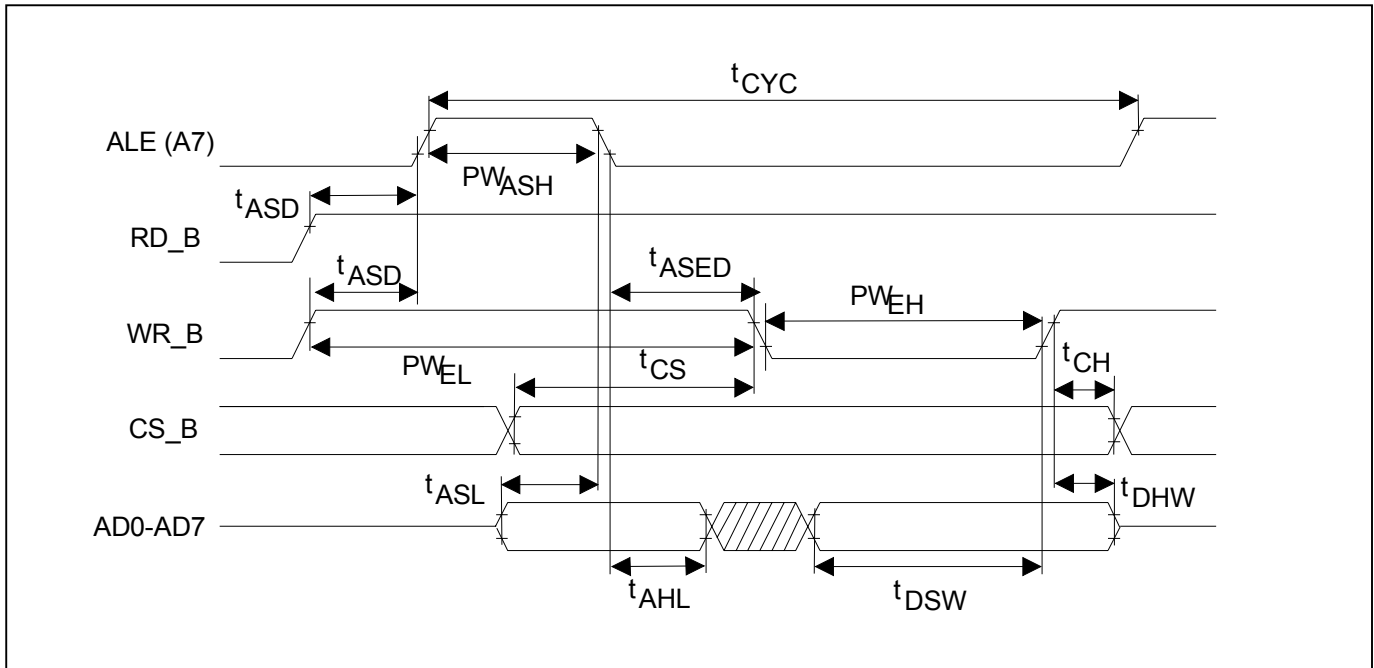 tCYC
ALE (A7)
PWASH
tASD
RD_B
tASD
tASED
PWEH
WR_B
PWEL
tCS
tCH
CS_B
tASL
tDHW
AD0-AD7
tAHL
tDSW